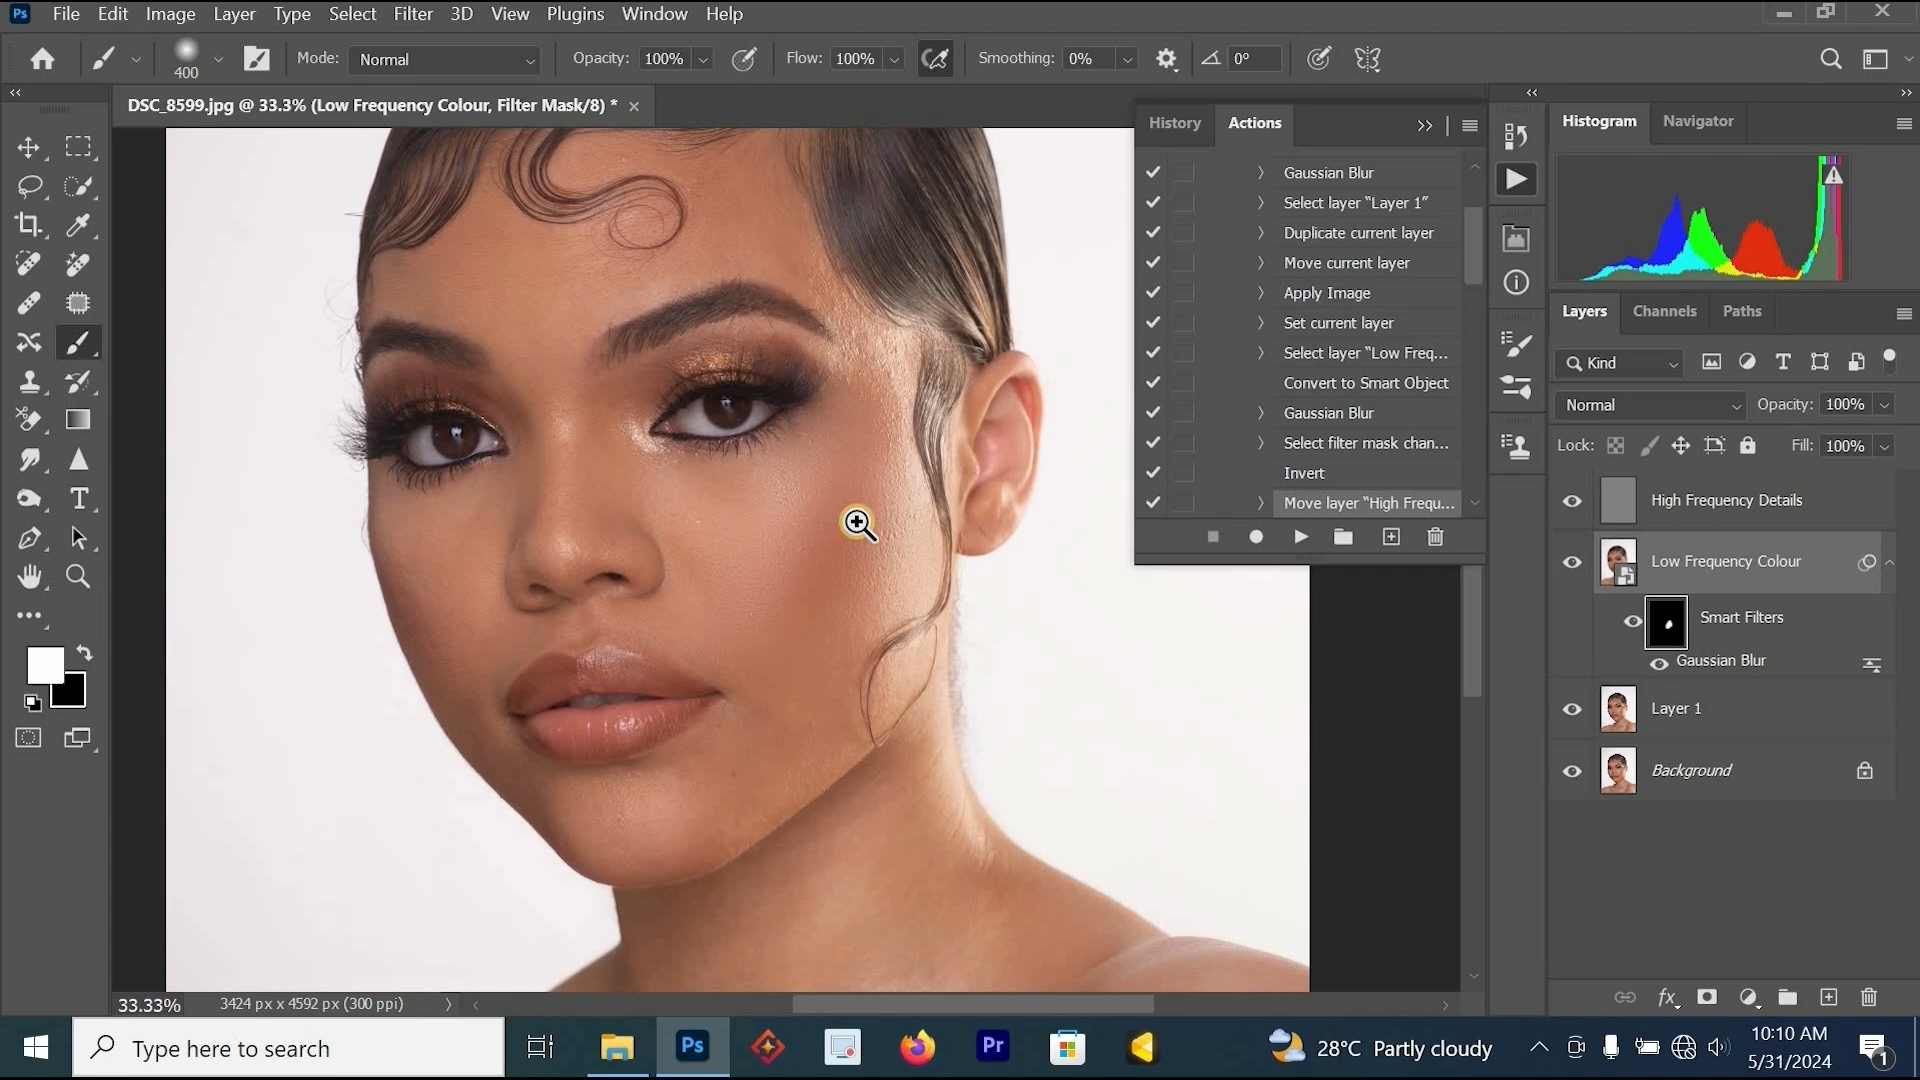 Ps File Edit Image Layer Type Select Filter 3D View Plugins Window Help
400 Mode: Normal Opacity: 100% Flow: 100% Smoothing: 0% 0°
DSC_8599.jpg @ 33.3% (Low Frequency Colour, Filter Mask/8) *
History Actions
Gaussian Blur
Select layer “Layer 1”
Duplicate current layer
Move current layer
Apply Image
Set current layer
Select layer “Low Freq...
Convert to Smart Object
Gaussian Blur
Select filter mask chan...
Invert
Move layer “High Frequ...
Histogram Navigator
Layers Channels Paths
Kind
Normal Opacity: 100%
Lock: Fill: 100%
High Frequency Details
Low Frequency Colour
Smart Filters
Gaussian Blur
Layer 1
Background
fx
33.33% 3424 px x 4592 px (300 ppi)
Type here to search
Ps
Pr
28°C Partly cloudy
10:10 AM
5/31/2024
1